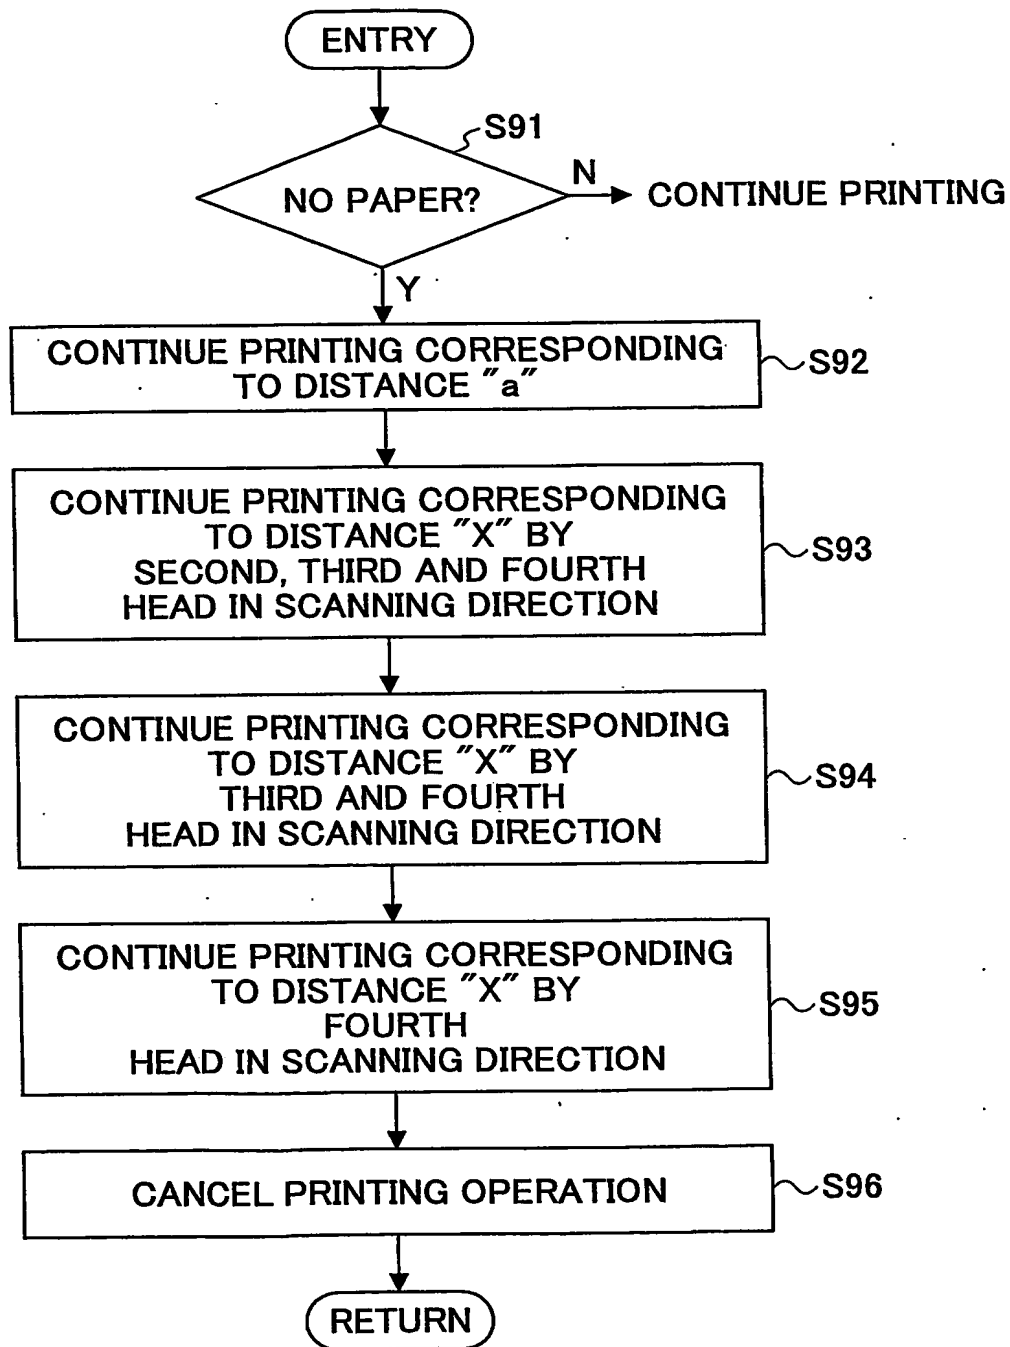 ENTRY
S91
NO PAPER?
N
CONTINUE PRINTING
Y
CONTINUE PRINTING CORRESPONDING
TO DISTANCE "a"
S92
CONTINUE PRINTING CORRESPONDING
TO DISTANCE "X" BY
SECOND, THIRD AND FOURTH
HEAD IN SCANNING DIRECTION
S93
CONTINUE PRINTING CORRESPONDING
TO DISTANCE "X" BY
THIRD AND FOURTH
HEAD IN SCANNING DIRECTION
S94
CONTINUE PRINTING CORRESPONDING
TO DISTANCE "X" BY
FOURTH
HEAD IN SCANNING DIRECTION
S95
CANCEL PRINTING OPERATION
S96
RETURN